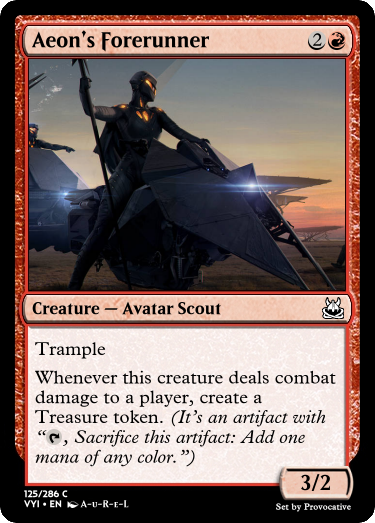 Aeon's Forerunner 2
Creature — Avatar Scout
Trample
Whenever this creature deals combat
damage to a player, create a
Treasure token. (It's an artifact with
“, Sacrifice this artifact: Add one
mana of any color.”)
3/2
125/286 C
VYI • EN A-U-R-E-L
Set by Provocative